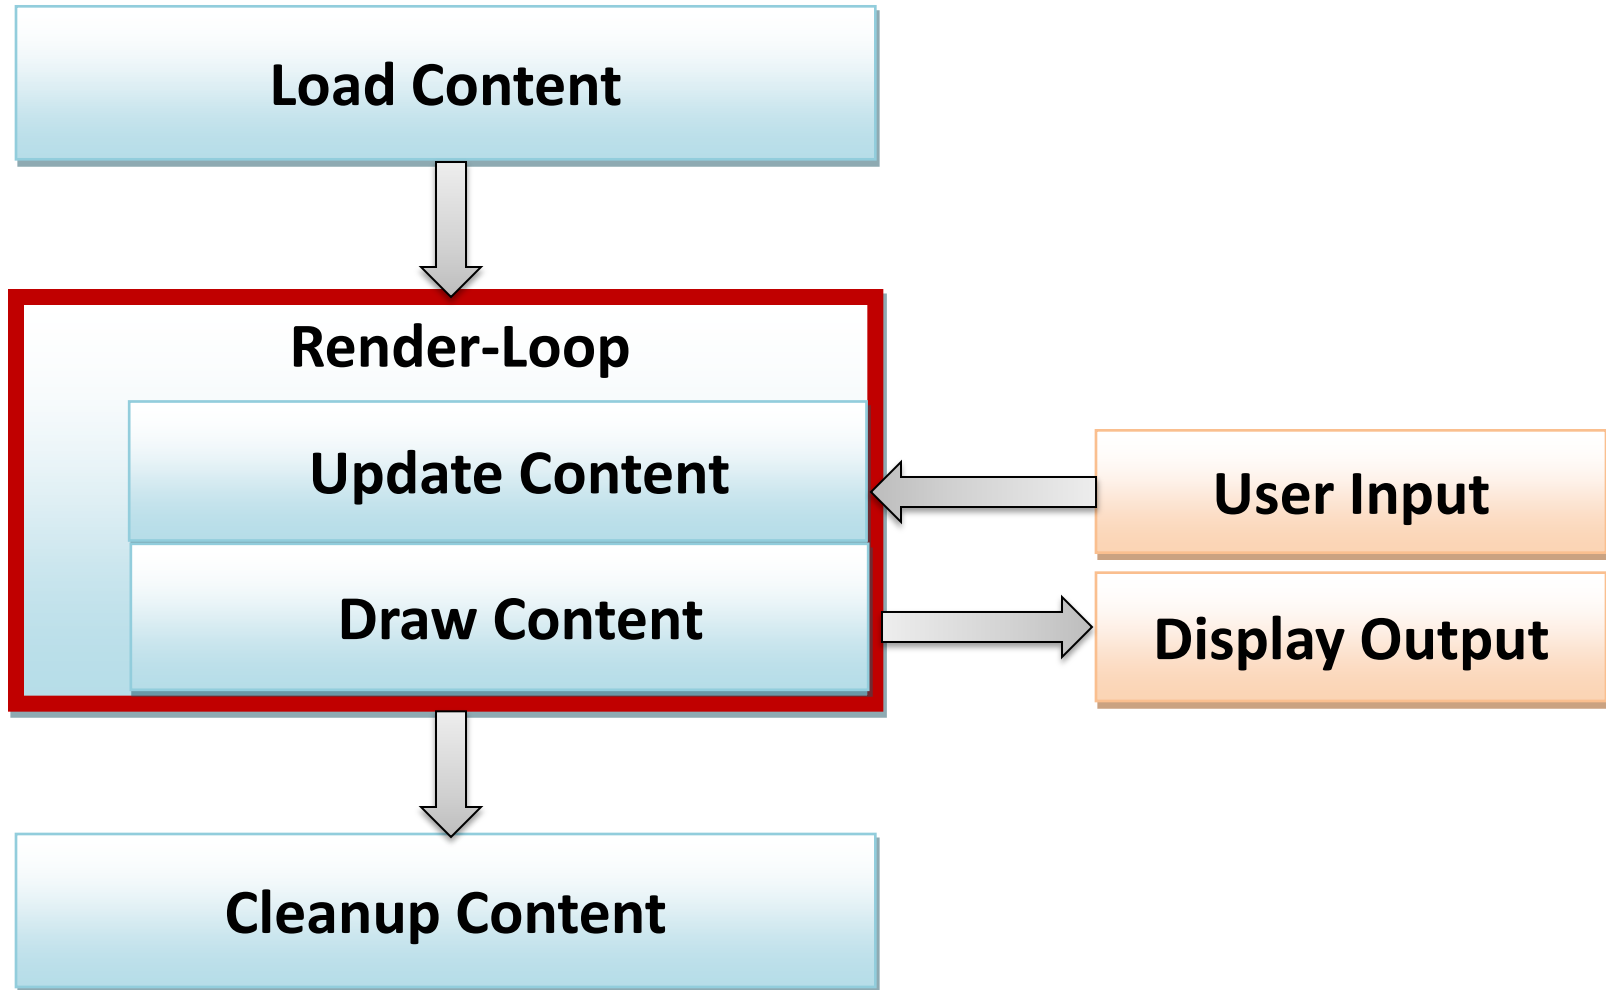 Load Content
Render-Loop
Update Content
User Input
Draw Content
Display Output
Cleanup Content